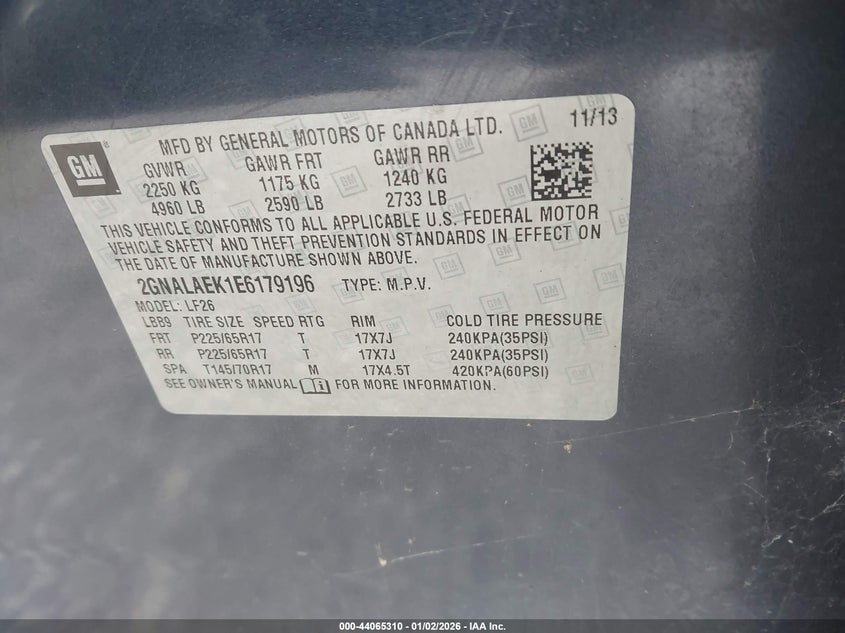 MFD BY GENERAL MOTORS OF CANADA LTD. 11/13
GM
GVWR GAWR FRT GAWR RR
2250 KG 1175 KG 1240 KG
4960 LB 2590 LB 2733 LB
THIS VEHICLE CONFORMS TO ALL APPLICABLE U.S. FEDERAL MOTOR
VEHICLE SAFETY AND THEFT PREVENTION STANDARDS IN EFFECT ON
THE DATE OF MANUFACTURE SHOWN ABOVE.
2GNALAEK1E6179196 TYPE: M.P.V.
MODEL: LF26
LBB9 TIRE SIZE SPEED RTG RIM COLD TIRE PRESSURE
FRT P225/65R17 T 17X7J 240KPA(35PSI)
RR P225/65R17 T 17X7J 240KPA(35PSI)
SPA T145/70R17 M 17X4.5T 420KPA(60PSI)
SEE OWNER'S MANUAL FOR MORE INFORMATION.
000-44065310 - 01/02/2026 - IAA Inc.